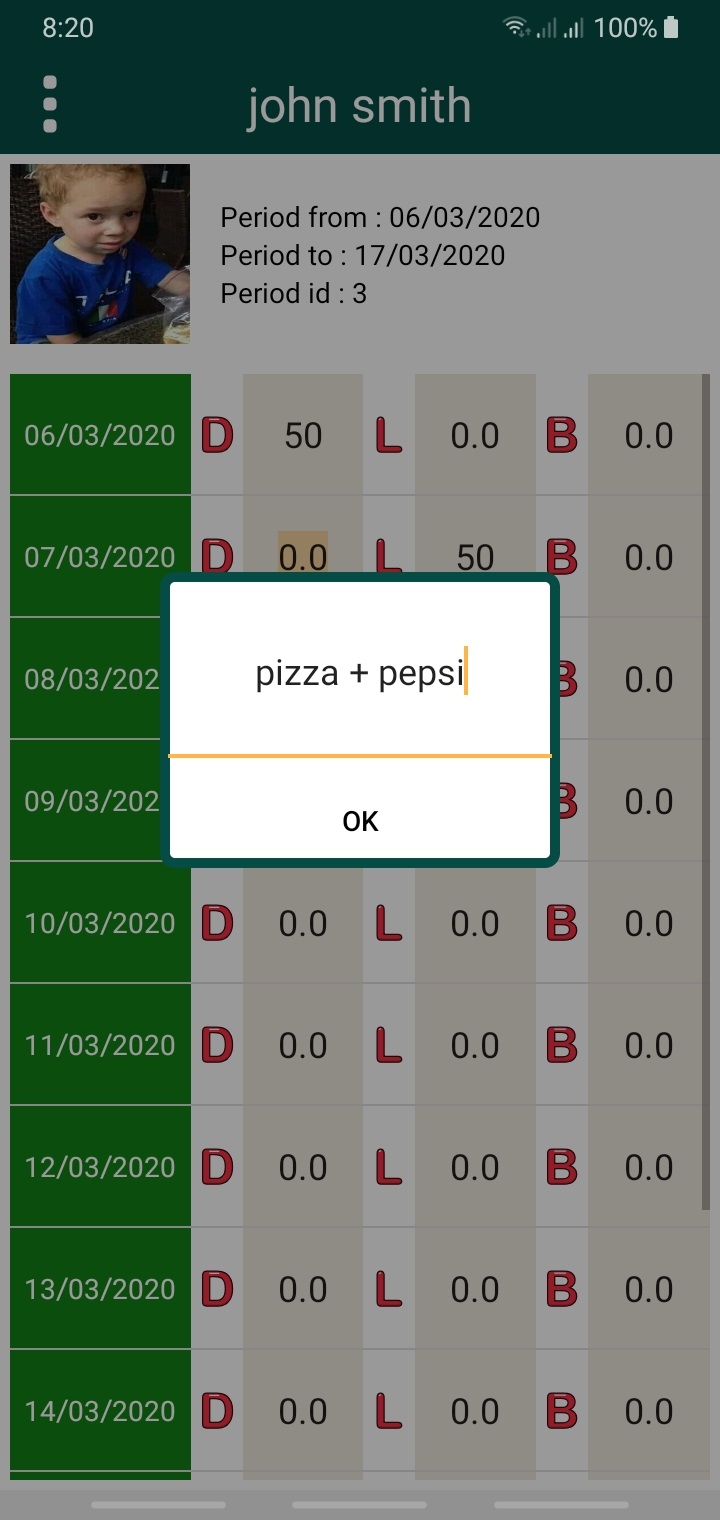 8:20 100%
john smith
Period from : 06/03/2020
Period to : 17/03/2020
Period id : 3
06/03/2020 D 50 L 0.0 B 0.0
07/03/2020 D 0.0 L 50 B 0.0
08/03/202 B 0.0
pizza + pepsi
09/03/202 B 0.0
OK
10/03/2020 D 0.0 L 0.0 B 0.0
11/03/2020 D 0.0 L 0.0 B 0.0
12/03/2020 D 0.0 L 0.0 B 0.0
13/03/2020 D 0.0 L 0.0 B 0.0
14/03/2020 D 0.0 L 0.0 B 0.0